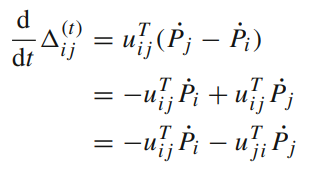 d/dt Δ_{ij}^{(t)} = u_{ij}^T (Ṗ_j − Ṗ_i)
= −u_{ij}^T Ṗ_i + u_{ij}^T Ṗ_j
= −u_{ij}^T Ṗ_i − u_{ji}^T Ṗ_j